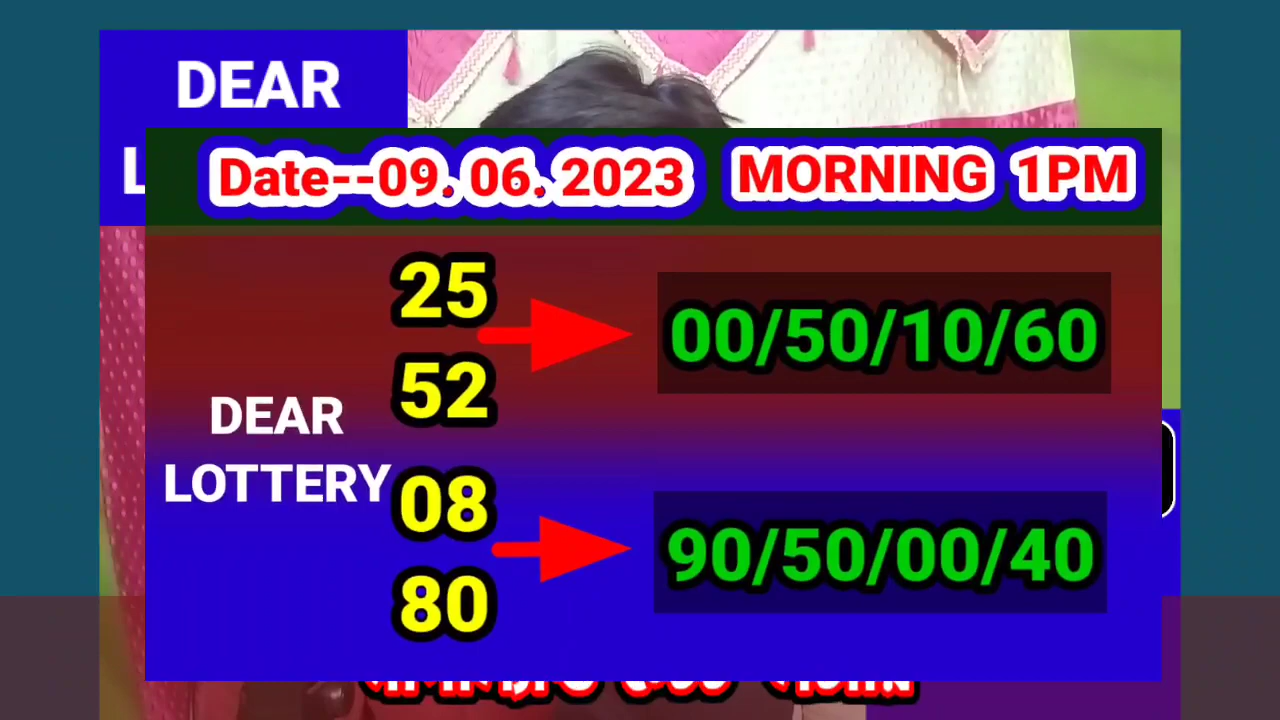 DEAR
L
Date--09. 06. 2023 MORNING 1PM
25
52
00/50/10/60
DEAR
LOTTERY
08
80
90/50/00/40